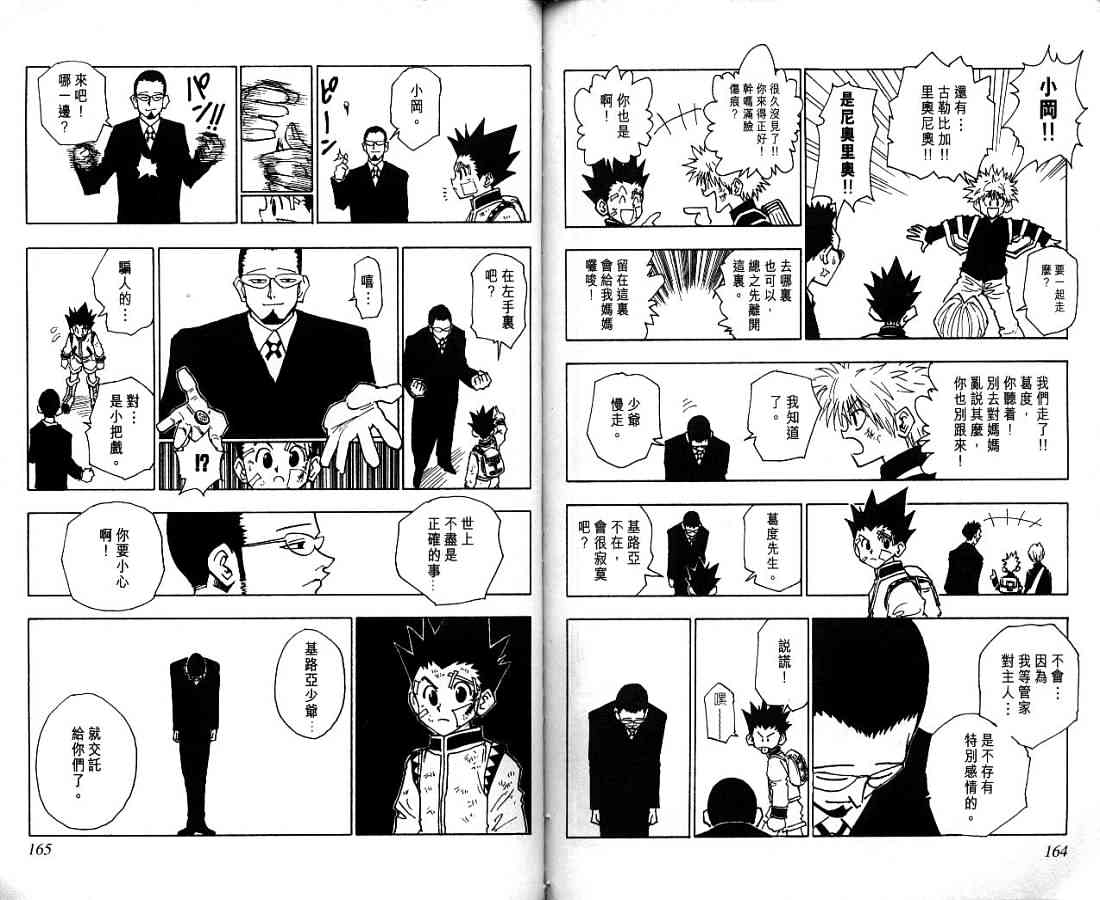 小岡!!
還有…
古勒比加!!
里奧尼奧!!
是尼奧里奧!!
要一起走
麼?
很久沒見了!!
你來得正好!
幹嗎滿臉
傷痕?
你也是
啊!
去哪裏
也可以,
總之先離開
這裏。
留在這裏
會給我媽媽
囉唆!
我們走了!!
葛度,
你聽着!
別去對媽媽
亂說其麼,
你也別跟來!
我知道
了。
少爺
慢走。
葛度先生。
基路亞
不在,
會很寂寞
吧?
不會…
因為
我等管家
對主人…
是不存有
特別感情的。
說謊!
噗—
164
小岡。
ピーン
パン!!
來吧!
哪一邊?
在左手裏
吧?
嘻…
!?
騙人的…
對…
是小把戲。
世上
不盡是
正確的事…
你要小心
啊!
基路亞少爺…
就交託
給你們了。
165